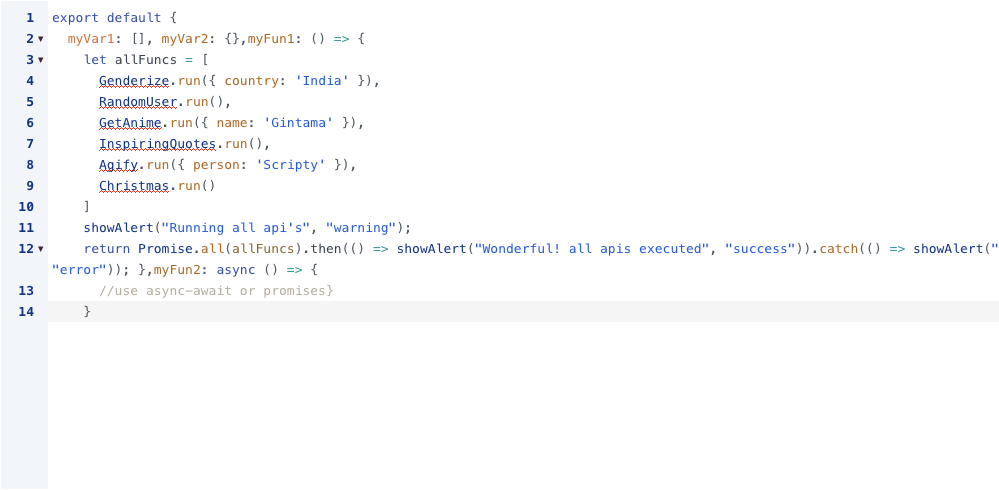 1 export default {
2 myVar1: [], myVar2: {},myFun1: () => {
3 let allFuncs = [
4 Genderize.run({ country: 'India' }),
5 RandomUser.run(),
6 GetAnime.run({ name: 'Gintama' }),
7 InspiringQuotes.run(),
8 Agify.run({ person: 'Scripty' }),
9 Christmas.run()
10 ]
11 showAlert("Running all api's", "warning");
12 return Promise.all(allFuncs).then(() => showAlert("Wonderful! all apis executed", "success")).catch(() => showAlert("
"error")); },myFun2: async () => {
13 //use async-await or promises}
14 }